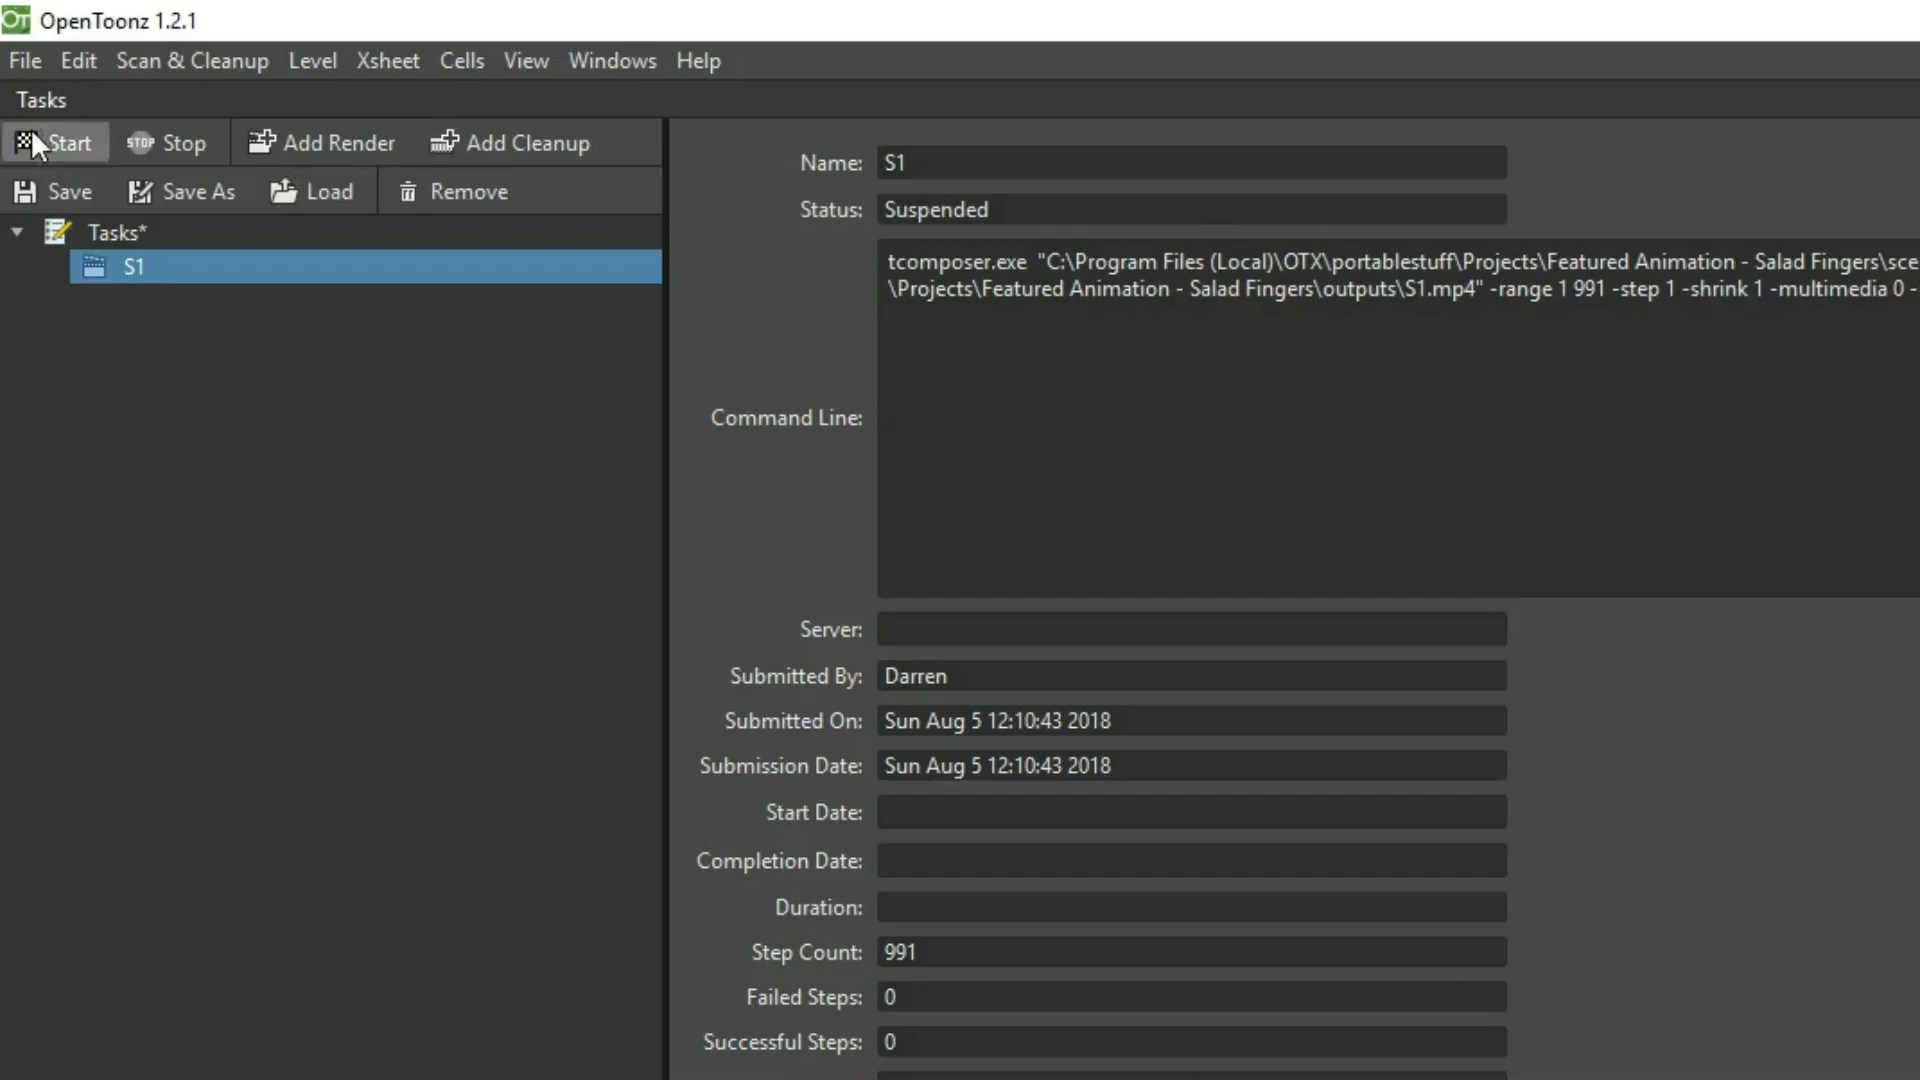 OpenToonz 1.2.1
File Edit Scan & Cleanup Level Xsheet Cells View Windows Help
Tasks
Start STOP Stop Add Render Add Cleanup
Save Save As Load Remove
Tasks*
S1
Name: S1
Status: Suspended
Command Line:
tcomposer.exe "C:\Program Files (Local)\OTX\portablestuff\Projects\Featured Animation - Salad Fingers\sce
\Projects\Featured Animation - Salad Fingers\outputs\S1.mp4" -range 1 991 -step 1 -shrink 1 -multimedia 0 -
Server:
Submitted By: Darren
Submitted On: Sun Aug 5 12:10:43 2018
Submission Date: Sun Aug 5 12:10:43 2018
Start Date:
Completion Date:
Duration:
Step Count: 991
Failed Steps: 0
Successful Steps: 0